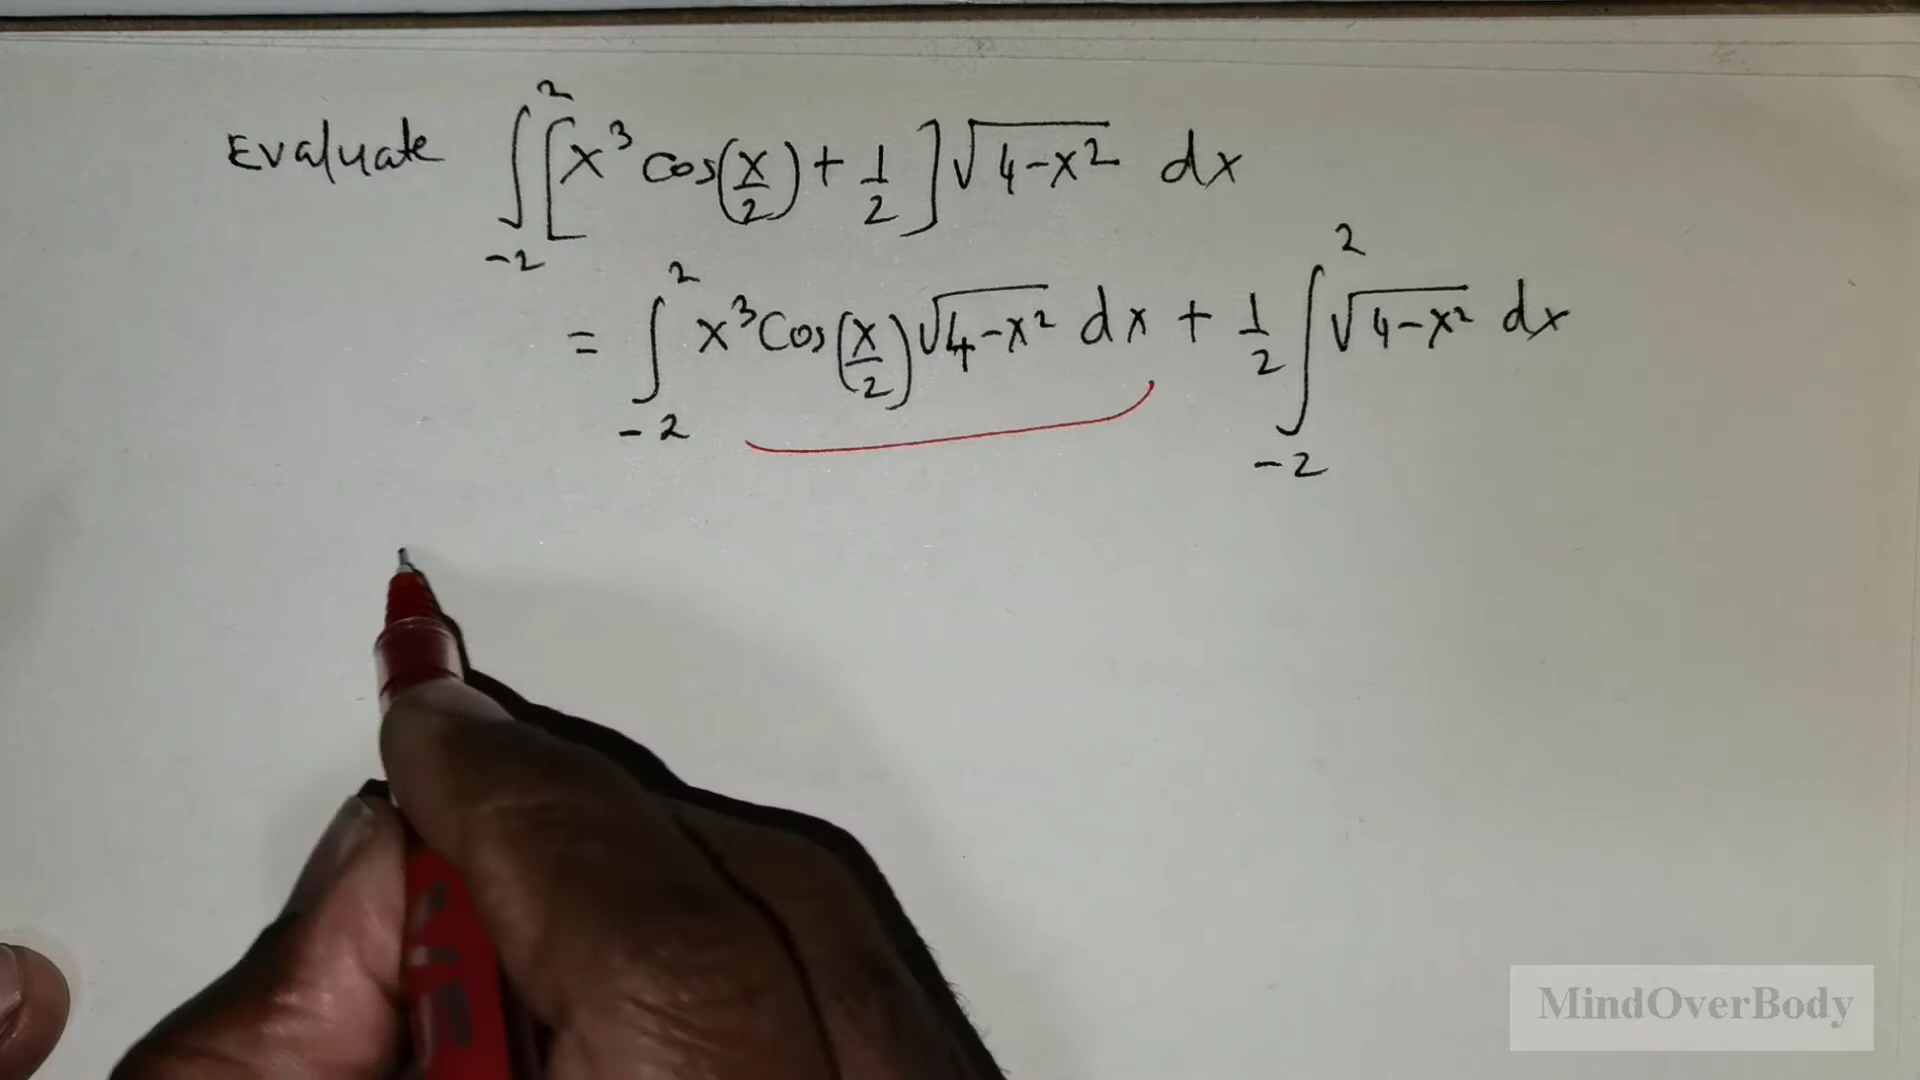 Evaluate ∫_{-2}^{2} [x³ cos(x/2) + 1/2] √(4-x²) dx
= ∫_{-2}^{2} x³ Cos(x/2) √(4-x²) dx + 1/2 ∫_{-2}^{2} √(4-x²) dx
MindOverBody